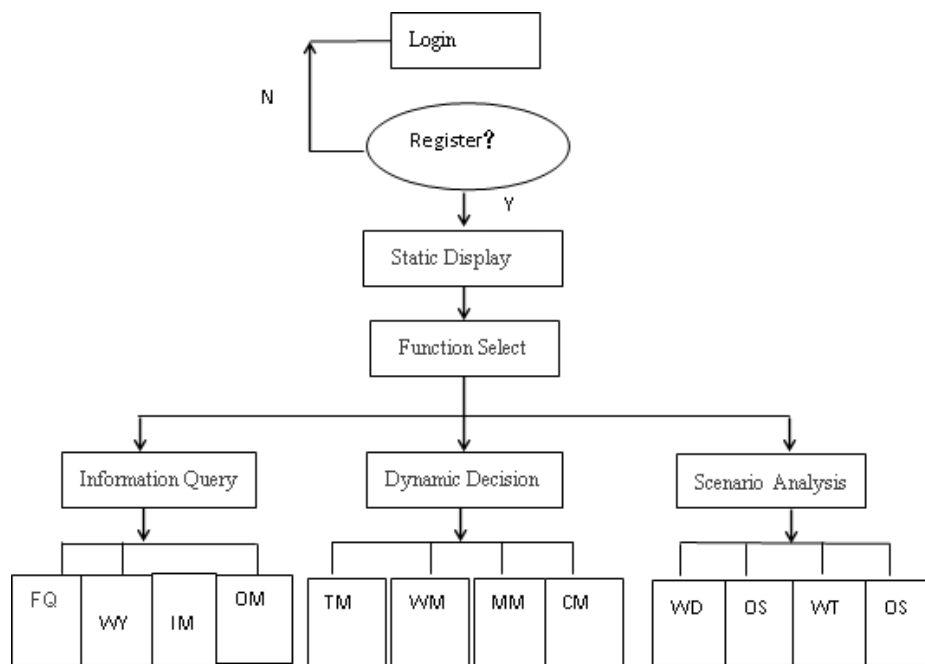 Login
N
Register?
Y
Static Display
Function Select
Information Query
Dynamic Decision
Scenario Analysis
FQ
WY
IM
OM
TM
WM
MM
CM
WD
OS
WT
OS